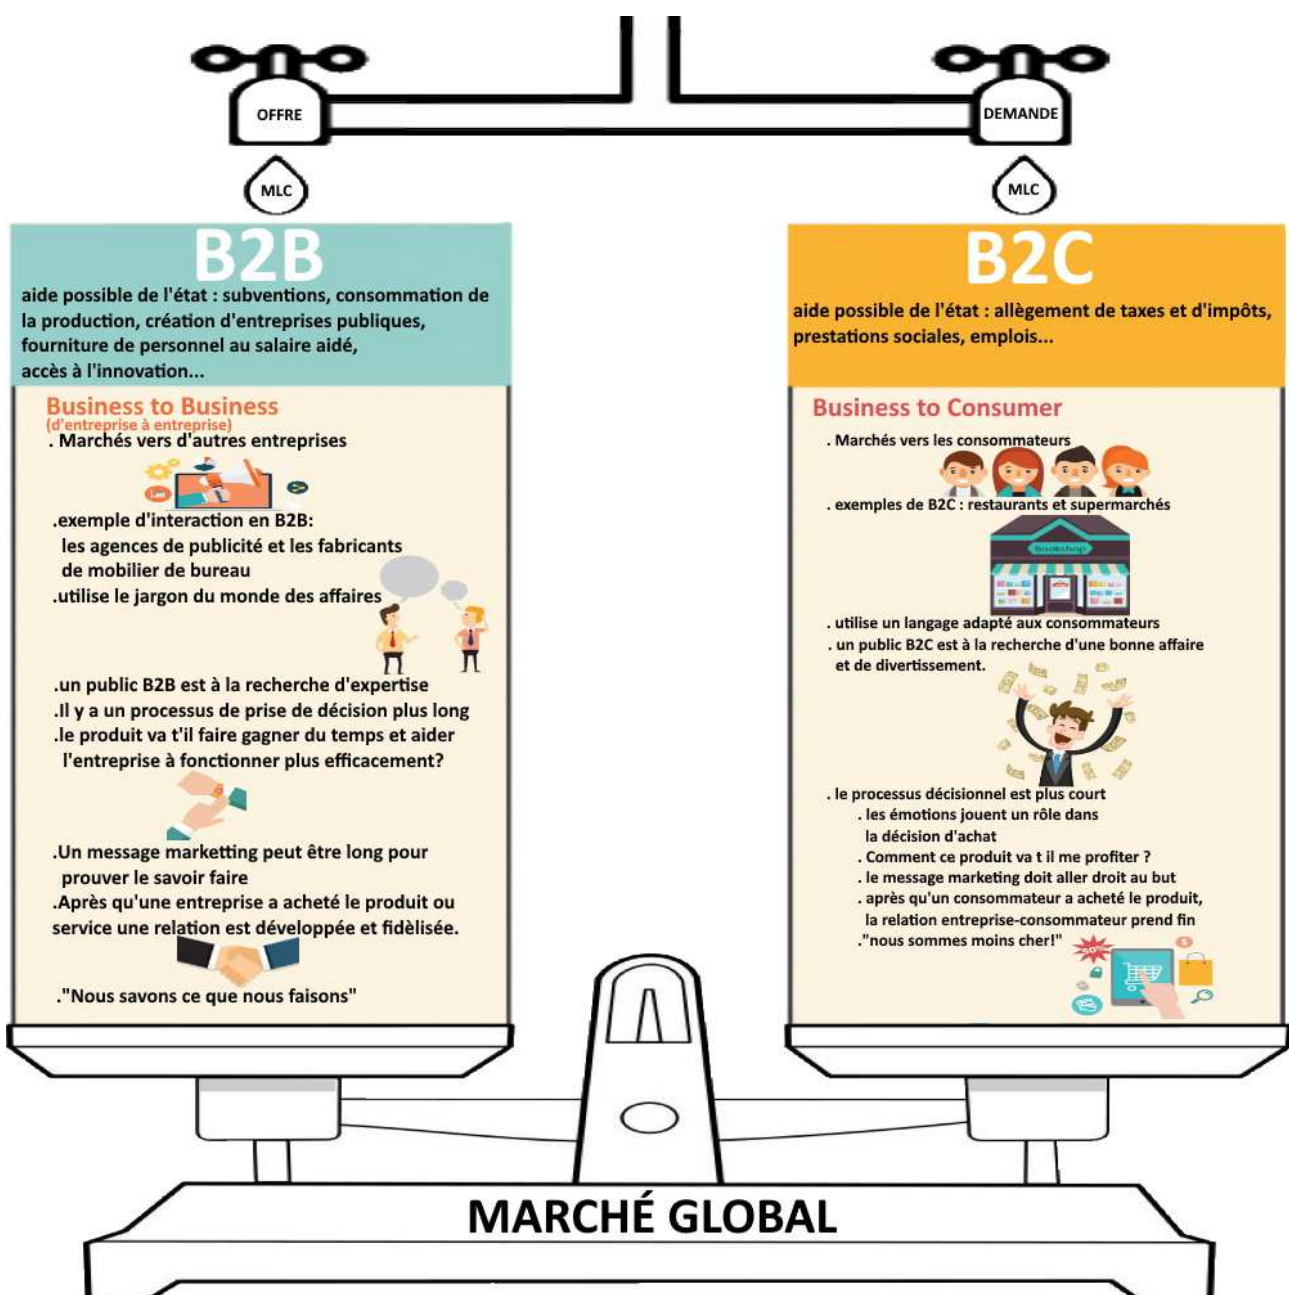 OFFRE
DEMANDE
MLC
MLC
B2B
aide possible de l'état : subventions, consommation de
la production, création d'entreprises publiques,
fourniture de personnel au salaire aidé,
accès à l'innovation...
Business to Business
(d'entreprise à entreprise)
. Marchés vers d'autres entreprises
.exemple d'interaction en B2B:
les agences de publicité et les fabricants
de mobilier de bureau
.utilise le jargon du monde des affaires
.un public B2B est à la recherche d'expertise
.Il y a un processus de prise de décision plus long
.le produit va t'il faire gagner du temps et aider
l'entreprise à fonctionner plus efficacement?
.Un message marketting peut être long pour
prouver le savoir faire
.Après qu'une entreprise a acheté le produit ou
service une relation est développée et fidèlisée.
."Nous savons ce que nous faisons"
B2C
aide possible de l'état : allègement de taxes et d'impôts,
prestations sociales, emplois...
Business to Consumer
. Marchés vers les consommateurs
. exemples de B2C : restaurants et supermarchés
Bookshop
. utilise un langage adapté aux consommateurs
. un public B2C est à la recherche d'une bonne affaire
et de divertissement.
. le processus décisionnel est plus court
. les émotions jouent un rôle dans
la décision d'achat
. Comment ce produit va t il me profiter ?
. le message marketing doit aller droit au but
. après qu'un consommateur a acheté le produit,
la relation entreprise-consommateur prend fin
."nous sommes moins cher!"
50%
$
MARCHÉ GLOBAL